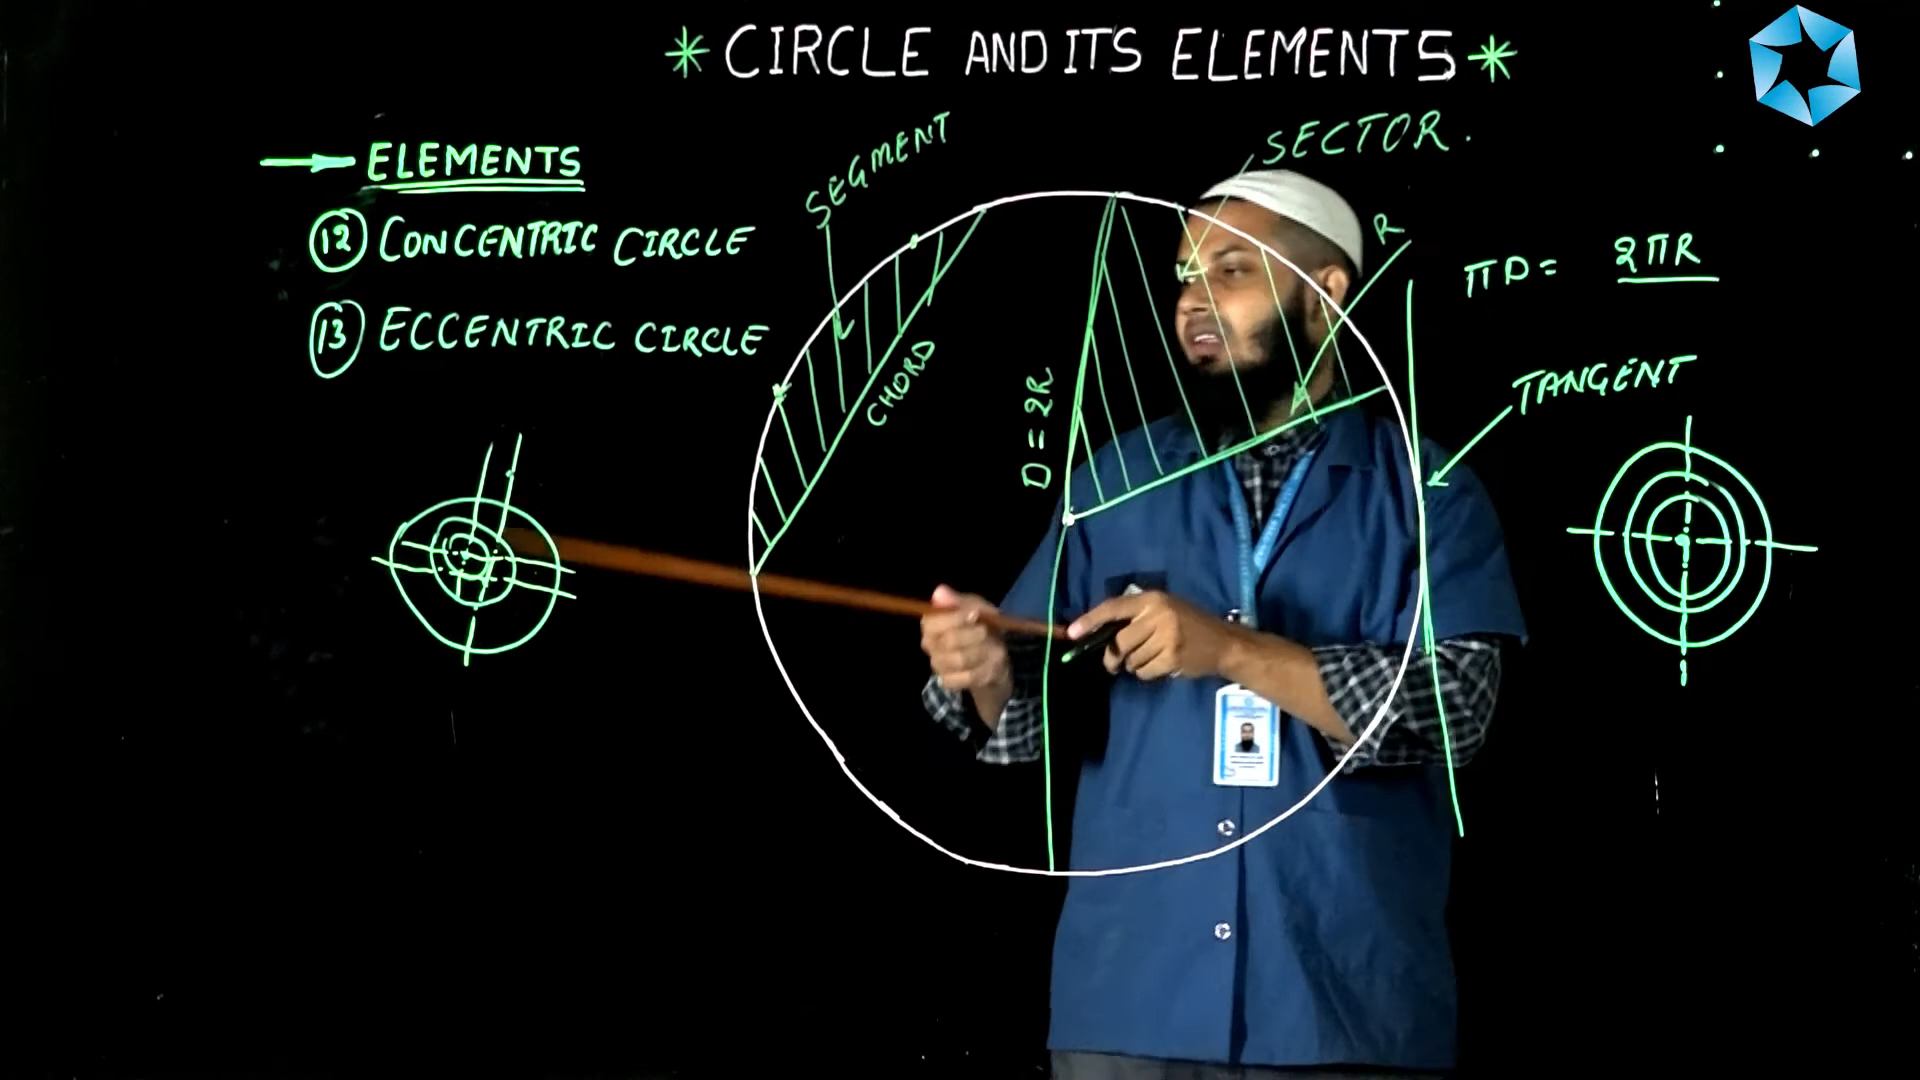 * CIRCLE AND ITS ELEMENTS *
→ ELEMENTS
12 CONCENTRIC CIRCLE
13 ECCENTRIC CIRCLE
SEGMENT
SECTOR.
R
πD = 2πR
CHORD
D = 2R
TANGENT